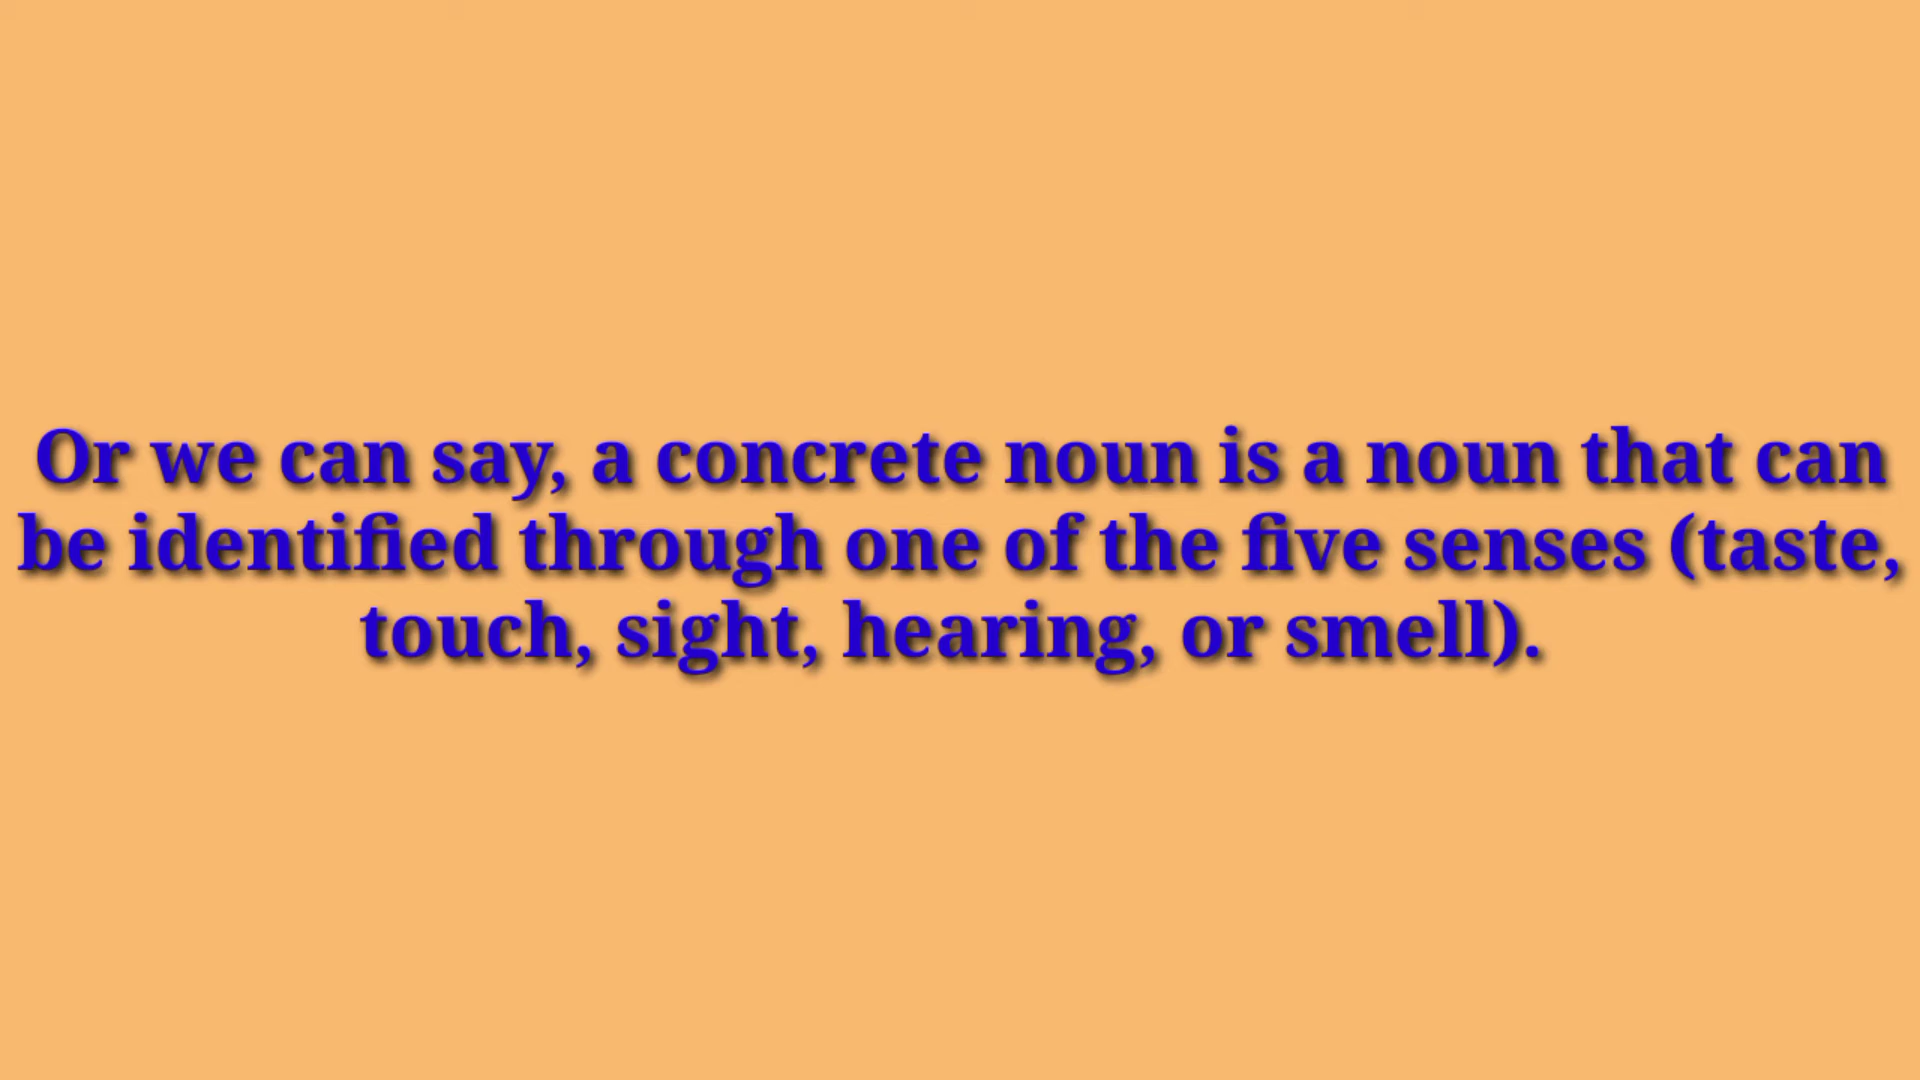 Or we can say, a concrete noun is a noun that can
be identified through one of the five senses (taste,
touch, sight, hearing, or smell).